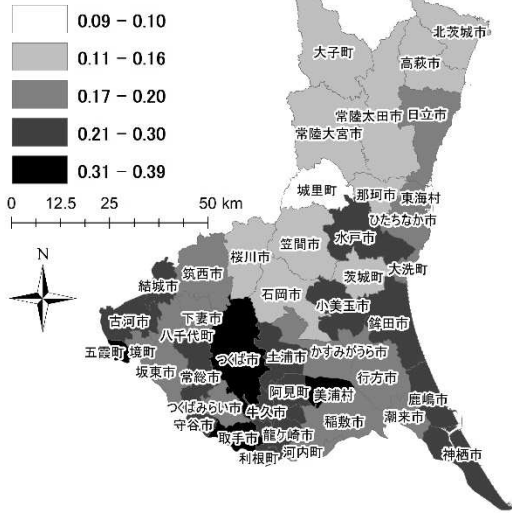 0.09 – 0.10
0.11 – 0.16
0.17 – 0.20
0.21 – 0.30
0.31 – 0.39
0 12.5 25 50 km
N
北茨城市
大子町
高萩市
常陸太田市
日立市
常陸大宮市
城里町
那珂市
東海村
ひたちなか市
水戸市
笠間市
桜川市
大洗町
茨城町
筑西市
結城市
石岡市
小美玉市
鉾田市
古河市
下妻市
八千代町
五霞町
境町
つくば市
土浦市
かすみがうら市
坂東市
常総市
行方市
阿見町
美浦村
鹿嶋市
つくばみらい市
牛久市
潮来市
守谷市
稲敷市
取手市
龍ケ崎市
利根町
河内町
神栖市